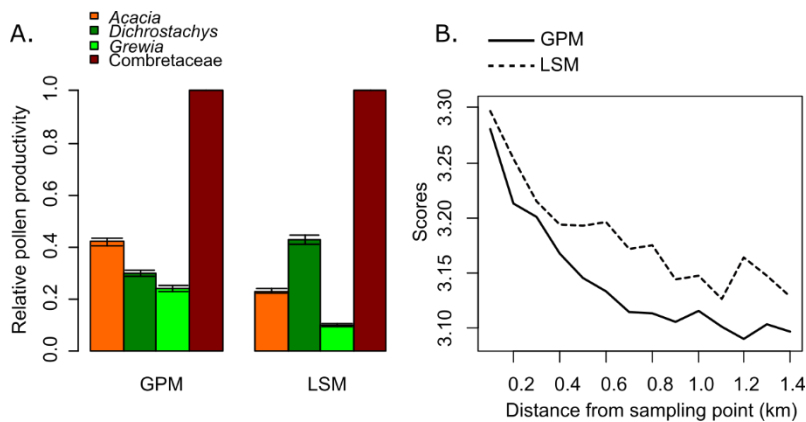 A.
Acacia
Dichrostachys
Grewia
Combretaceae
Relative pollen productivity
1.0
0.8
0.6
0.4
0.2
0.0
GPM LSM
B.
GPM
LSM
Scores
3.30
3.25
3.20
3.15
3.10
0.2 0.4 0.6 0.8 1.0 1.2 1.4
Distance from sampling point (km)